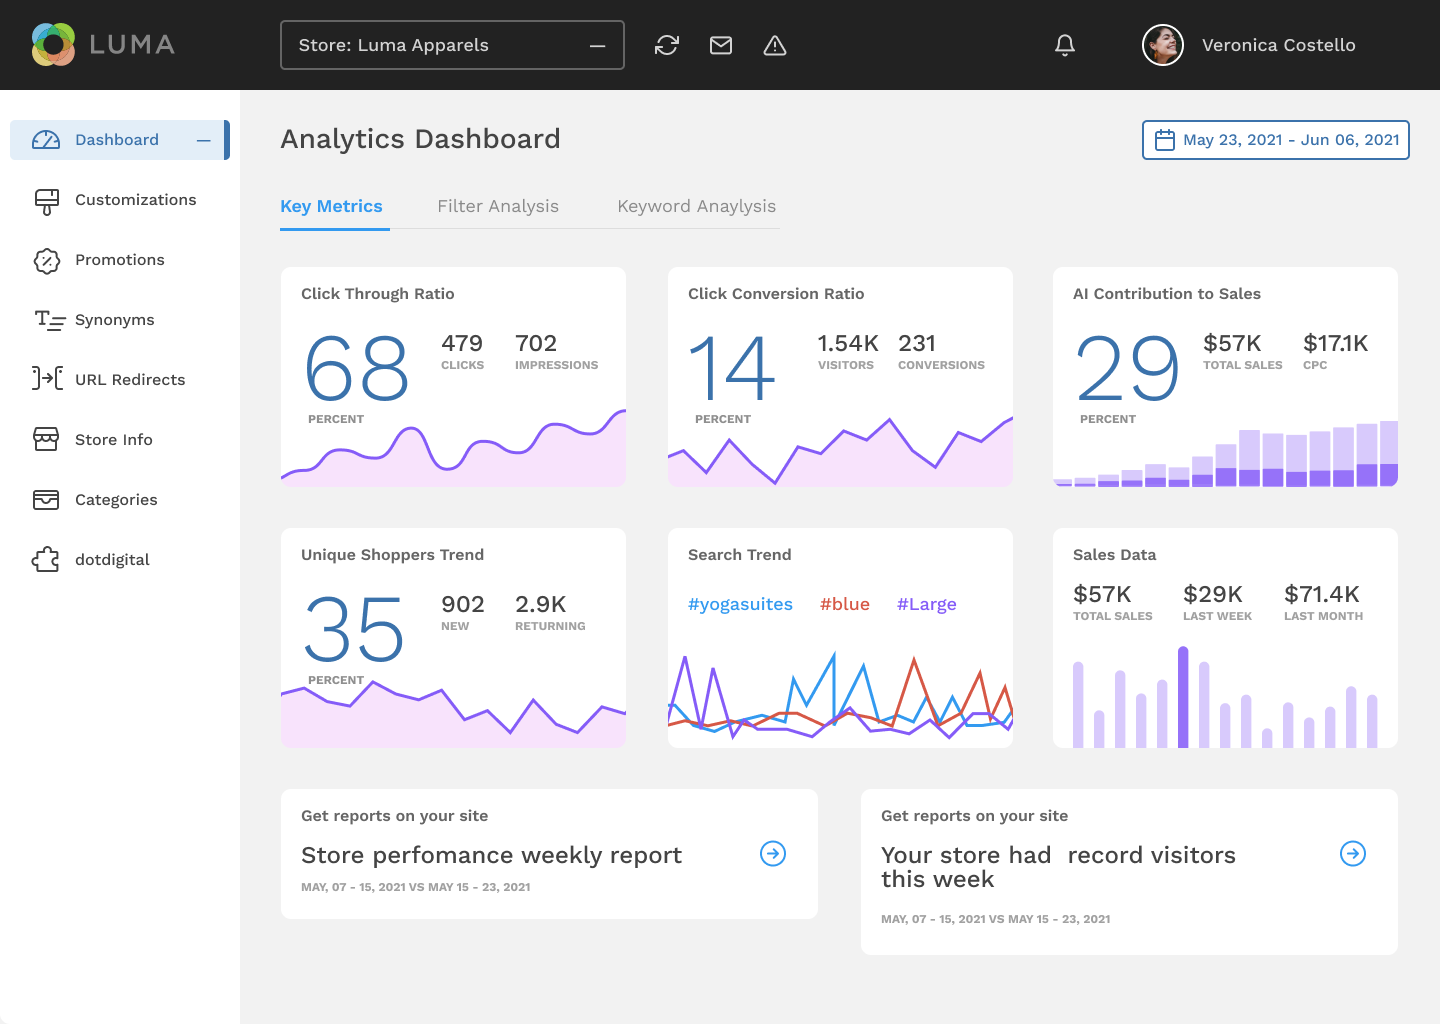 LUMA
Store: Luma Apparels
Veronica Costello
Dashboard
Customizations
Promotions
Synonyms
URL Redirects
Store Info
Categories
dotdigital
Analytics Dashboard
May 23, 2021 - Jun 06, 2021
Key Metrics
Filter Analysis
Keyword Anaylysis
Click Through Ratio
68
PERCENT
479
CLICKS
702
IMPRESSIONS
Click Conversion Ratio
14
PERCENT
1.54K
VISITORS
231
CONVERSIONS
AI Contribution to Sales
29
PERCENT
$57K
TOTAL SALES
$17.1K
CPC
Unique Shoppers Trend
35
PERCENT
902
NEW
2.9K
RETURNING
Search Trend
#yogasuites
#blue
#Large
Sales Data
$57K
TOTAL SALES
$29K
LAST WEEK
$71.4K
LAST MONTH
Get reports on your site
Store perfomance weekly report
MAY, 07 - 15, 2021 VS MAY 15 - 23, 2021
Get reports on your site
Your store had  record visitors
this week
MAY, 07 - 15, 2021 VS MAY 15 - 23, 2021